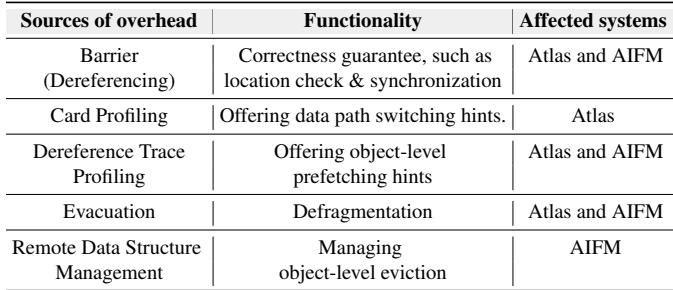 Sources of overhead Functionality Affected systems
Barrier Correctness guarantee, such as Atlas and AIFM
(Dereferencing) location check & synchronization
Card Profiling Offering data path switching hints. Atlas
Dereference Trace Offering object-level Atlas and AIFM
Profiling prefetching hints
Evacuation Defragmentation Atlas and AIFM
Remote Data Structure Managing AIFM
Management object-level eviction